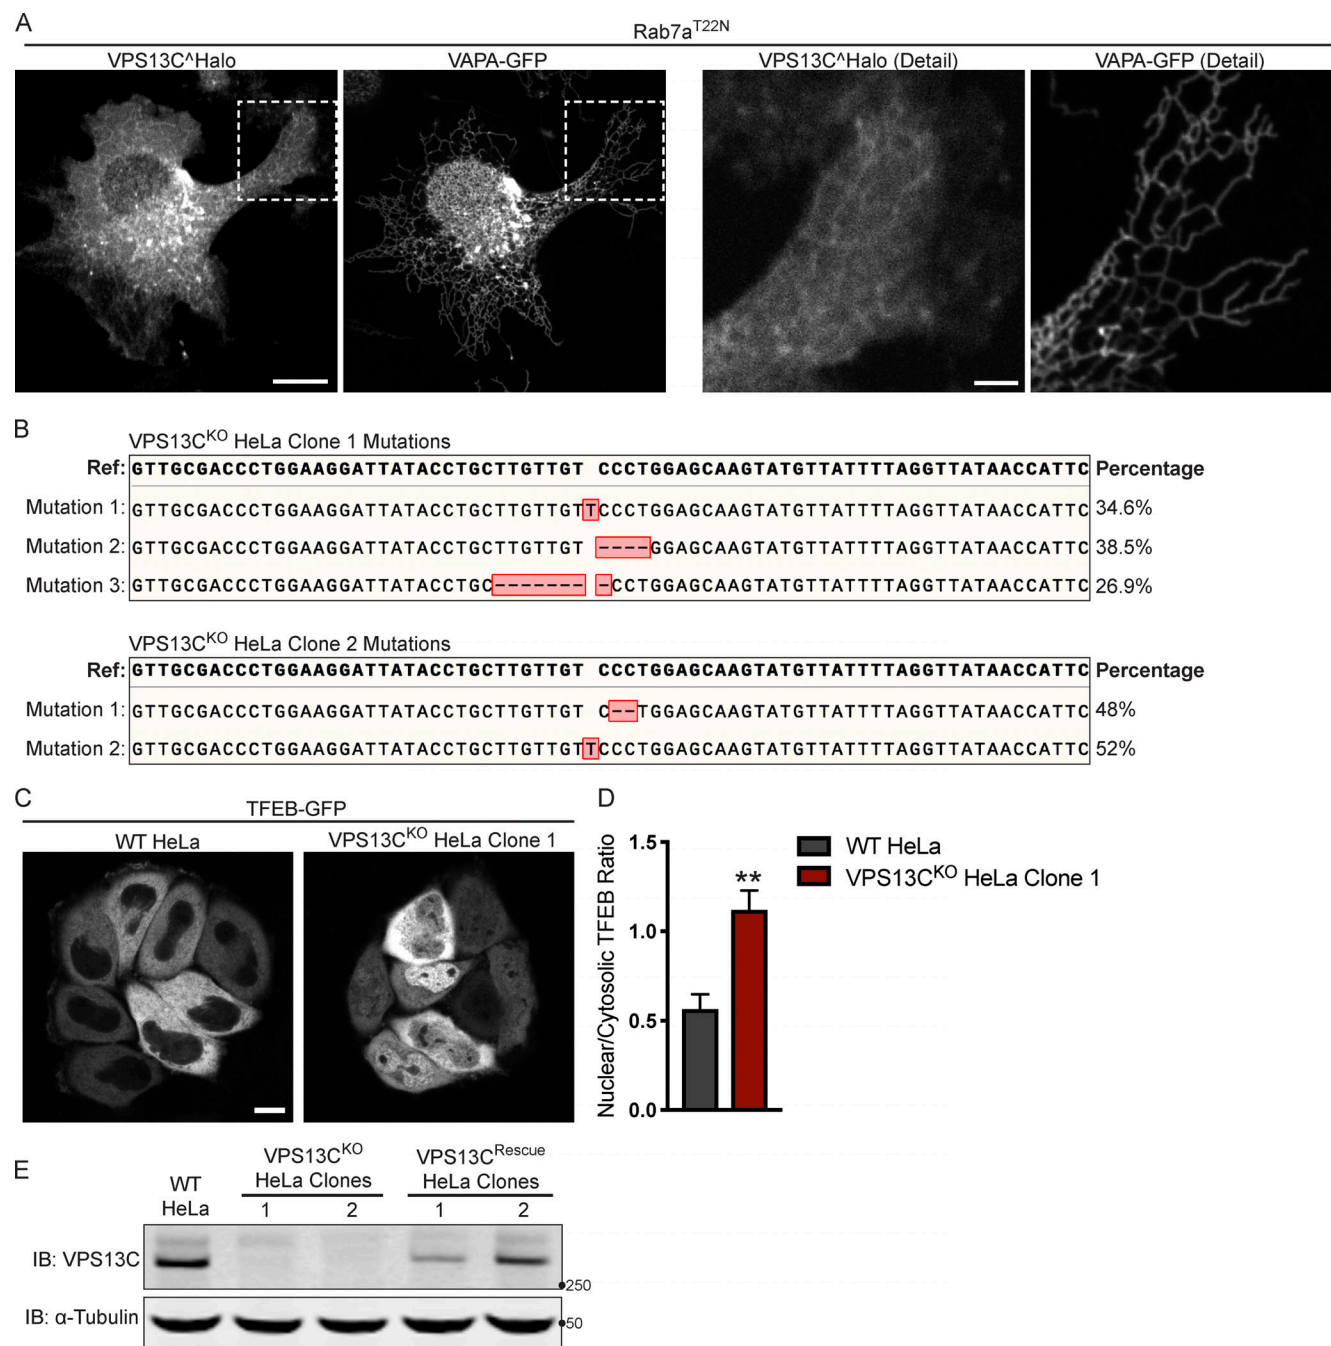 A
Rab7aT22N
VPS13C^Halo VAPA-GFP VPS13C^Halo (Detail) VAPA-GFP (Detail)
B
VPS13CKO HeLa Clone 1 Mutations
Ref: GTTGCGACCCTGGAAGGATTATACCTGCTTGTTGT CCCTGGAGCAAGTATGTTATTTTAGGTTATAACCATTC Percentage
Mutation 1: GTTGCGACCCTGGAAGGATTATACCTGCTTGTTGTTCCCTGGAGCAAGTATGTTATTTTAGGTTATAACCATTC 34.6%
Mutation 2: GTTGCGACCCTGGAAGGATTATACCTGCTTGTTGT ----GGAGCAAGTATGTTATTTTAGGTTATAACCATTC 38.5%
Mutation 3: GTTGCGACCCTGGAAGGATTATACCTGC------- -CCTGGAGCAAGTATGTTATTTTAGGTTATAACCATTC 26.9%
VPS13CKO HeLa Clone 2 Mutations
Ref: GTTGCGACCCTGGAAGGATTATACCTGCTTGTTGT CCCTGGAGCAAGTATGTTATTTTAGGTTATAACCATTC Percentage
Mutation 1: GTTGCGACCCTGGAAGGATTATACCTGCTTGTTGT C--TGGAGCAAGTATGTTATTTTAGGTTATAACCATTC 48%
Mutation 2: GTTGCGACCCTGGAAGGATTATACCTGCTTGTTGTTCCCTGGAGCAAGTATGTTATTTTAGGTTATAACCATTC 52%
C
TFEB-GFP
WT HeLa VPS13CKO HeLa Clone 1
D
Nuclear/Cytosolic TFEB Ratio
1.5
1.0
0.5
0.0
**
WT HeLa
VPS13CKO HeLa Clone 1
E
WT
HeLa
VPS13CKO
HeLa Clones
1 2
VPS13CRescue
HeLa Clones
1 2
IB: VPS13C
250
IB: α-Tubulin
50